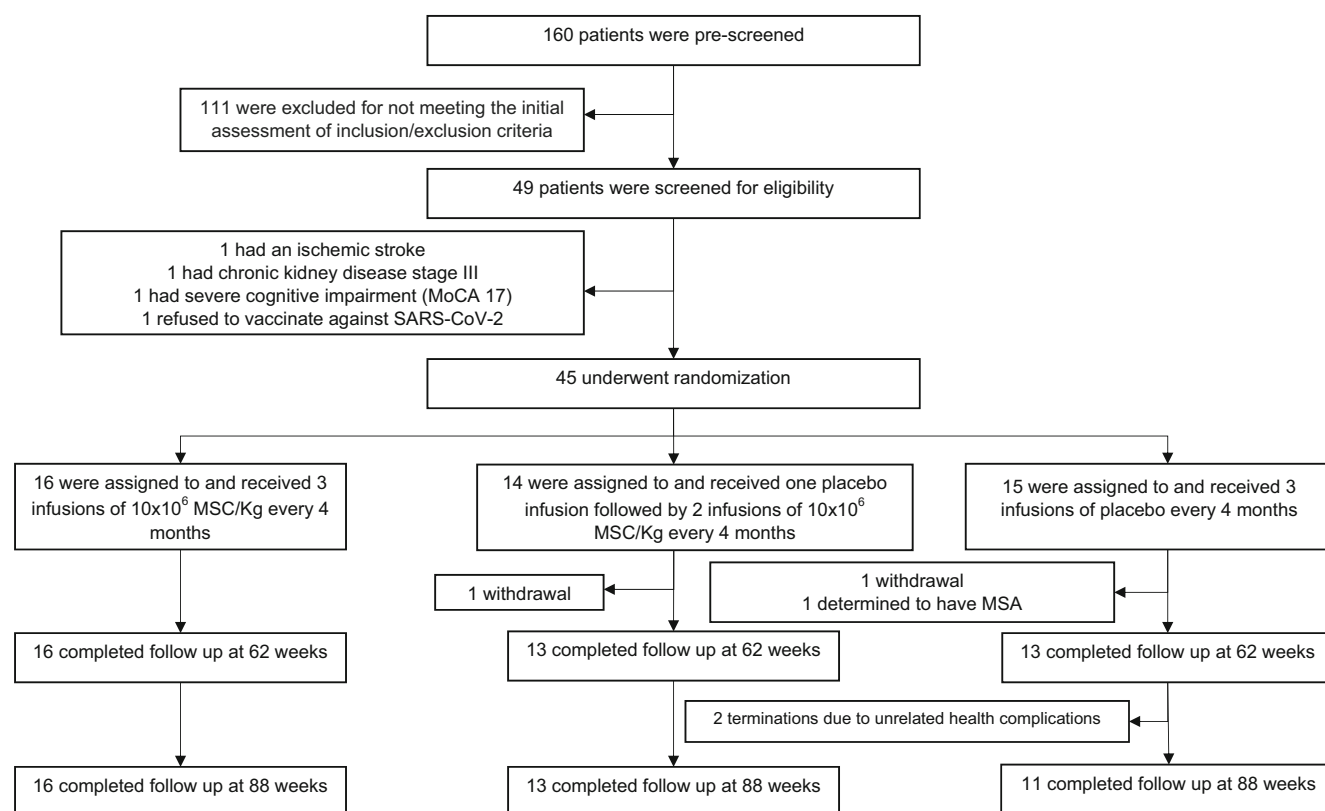 160 patients were pre-screened
111 were excluded for not meeting the initial
assessment of inclusion/exclusion criteria
49 patients were screened for eligibility
1 had an ischemic stroke
1 had chronic kidney disease stage III
1 had severe cognitive impairment (MoCA 17)
1 refused to vaccinate against SARS-CoV-2
45 underwent randomization
16 were assigned to and received 3
infusions of 10x10⁶ MSC/Kg every 4
months
14 were assigned to and received one placebo
infusion followed by 2 infusions of 10x10⁶
MSC/Kg every 4 months
15 were assigned to and received 3
infusions of placebo every 4 months
1 withdrawal
1 withdrawal
1 determined to have MSA
16 completed follow up at 62 weeks
13 completed follow up at 62 weeks
13 completed follow up at 62 weeks
2 terminations due to unrelated health complications
16 completed follow up at 88 weeks
13 completed follow up at 88 weeks
11 completed follow up at 88 weeks